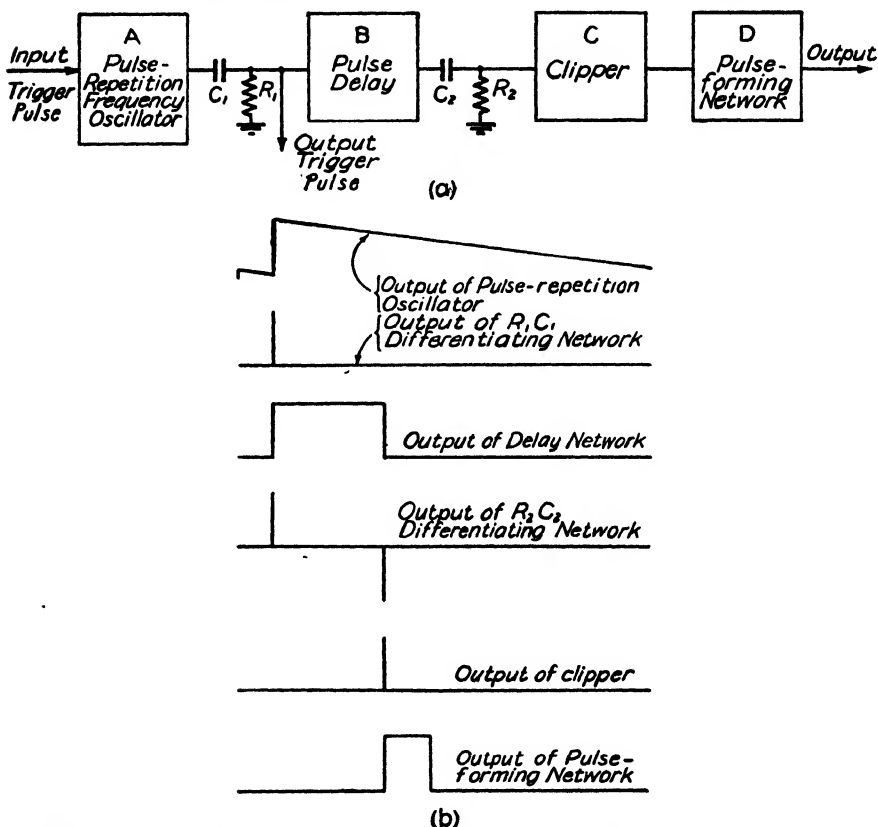 Input
Trigger
Pulse
A
Pulse-
Repetition
Frequency
Oscillator
C₁
R₁
Output
Trigger
Pulse
B
Pulse
Delay
C₂
R₂
C
Clipper
D
Pulse-
forming
Network
Output
(a)
Output of Pulse-repetition
Oscillator
Output of R₁C₁
Differentiating Network
Output of Delay Network
Output of R₂C₂
Differentiating Network
Output of clipper
Output of Pulse-
forming Network
(b)